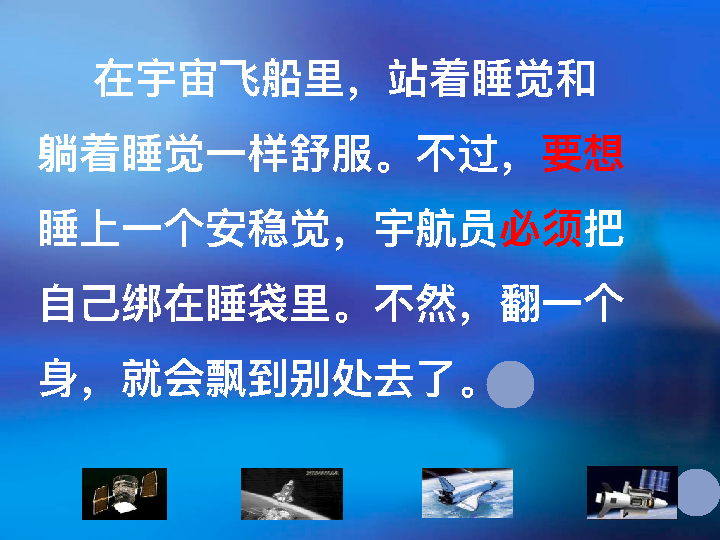 在宇宙飞船里，站着睡觉和
躺着睡觉一样舒服。不过，要想
睡上一个安稳觉，宇航员必须把
自己绑在睡袋里。不然，翻一个
身，就会飘到别处去了。